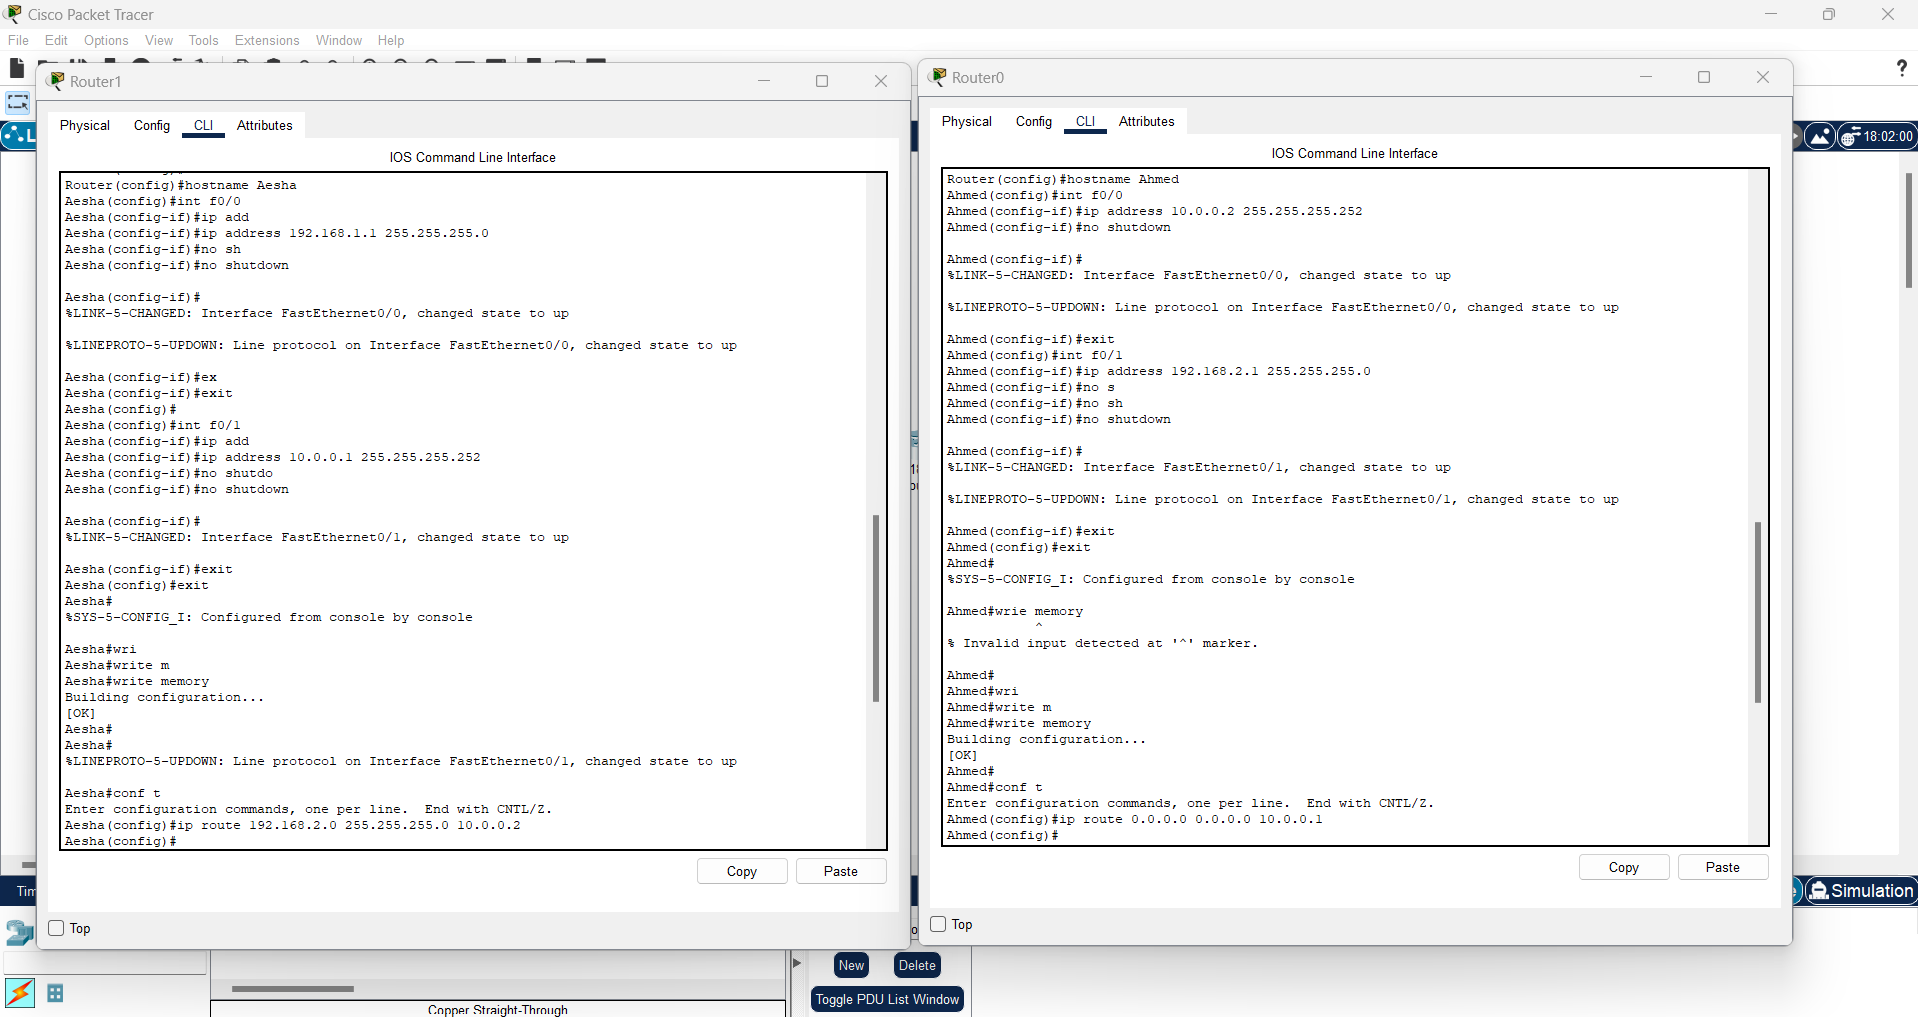 Cisco Packet Tracer
File Edit Options View Tools Extensions Window Help
?
L
18:02:00
Router1
Physical Config CLI Attributes
IOS Command Line Interface
Router(config)#hostname Aesha
Aesha(config)#int f0/0
Aesha(config-if)#ip add
Aesha(config-if)#ip address 192.168.1.1 255.255.255.0
Aesha(config-if)#no sh
Aesha(config-if)#no shutdown
Aesha(config-if)#
%LINK-5-CHANGED: Interface FastEthernet0/0, changed state to up
%LINEPROTO-5-UPDOWN: Line protocol on Interface FastEthernet0/0, changed state to up
Aesha(config-if)#ex
Aesha(config-if)#exit
Aesha(config)#
Aesha(config)#int f0/1
Aesha(config-if)#ip add
Aesha(config-if)#ip address 10.0.0.1 255.255.255.252
Aesha(config-if)#no shutdo
Aesha(config-if)#no shutdown
Aesha(config-if)#
%LINK-5-CHANGED: Interface FastEthernet0/1, changed state to up
Aesha(config-if)#exit
Aesha(config)#exit
Aesha#
%SYS-5-CONFIG_I: Configured from console by console
Aesha#wri
Aesha#write m
Aesha#write memory
Building configuration...
[OK]
Aesha#
Aesha#
%LINEPROTO-5-UPDOWN: Line protocol on Interface FastEthernet0/1, changed state to up
Aesha#conf t
Enter configuration commands, one per line. End with CNTL/Z.
Aesha(config)#ip route 192.168.2.0 255.255.255.0 10.0.0.2
Aesha(config)#
Copy Paste
Top
Router0
Physical Config CLI Attributes
IOS Command Line Interface
Router(config)#hostname Ahmed
Ahmed(config)#int f0/0
Ahmed(config-if)#ip address 10.0.0.2 255.255.255.252
Ahmed(config-if)#no shutdown
Ahmed(config-if)#
%LINK-5-CHANGED: Interface FastEthernet0/0, changed state to up
%LINEPROTO-5-UPDOWN: Line protocol on Interface FastEthernet0/0, changed state to up
Ahmed(config-if)#exit
Ahmed(config)#int f0/1
Ahmed(config-if)#ip address 192.168.2.1 255.255.255.0
Ahmed(config-if)#no s
Ahmed(config-if)#no sh
Ahmed(config-if)#no shutdown
Ahmed(config-if)#
%LINK-5-CHANGED: Interface FastEthernet0/1, changed state to up
%LINEPROTO-5-UPDOWN: Line protocol on Interface FastEthernet0/1, changed state to up
Ahmed(config-if)#exit
Ahmed(config)#exit
Ahmed#
%SYS-5-CONFIG_I: Configured from console by console
Ahmed#wrie memory
^
% Invalid input detected at '^' marker.
Ahmed#
Ahmed#wri
Ahmed#write m
Ahmed#write memory
Building configuration...
[OK]
Ahmed#
Ahmed#conf t
Enter configuration commands, one per line. End with CNTL/Z.
Ahmed(config)#ip route 0.0.0.0 0.0.0.0 10.0.0.1
Ahmed(config)#
Copy Paste
Top
Tim
Simulation
New Delete
Toggle PDU List Window
Copper Straight-Through